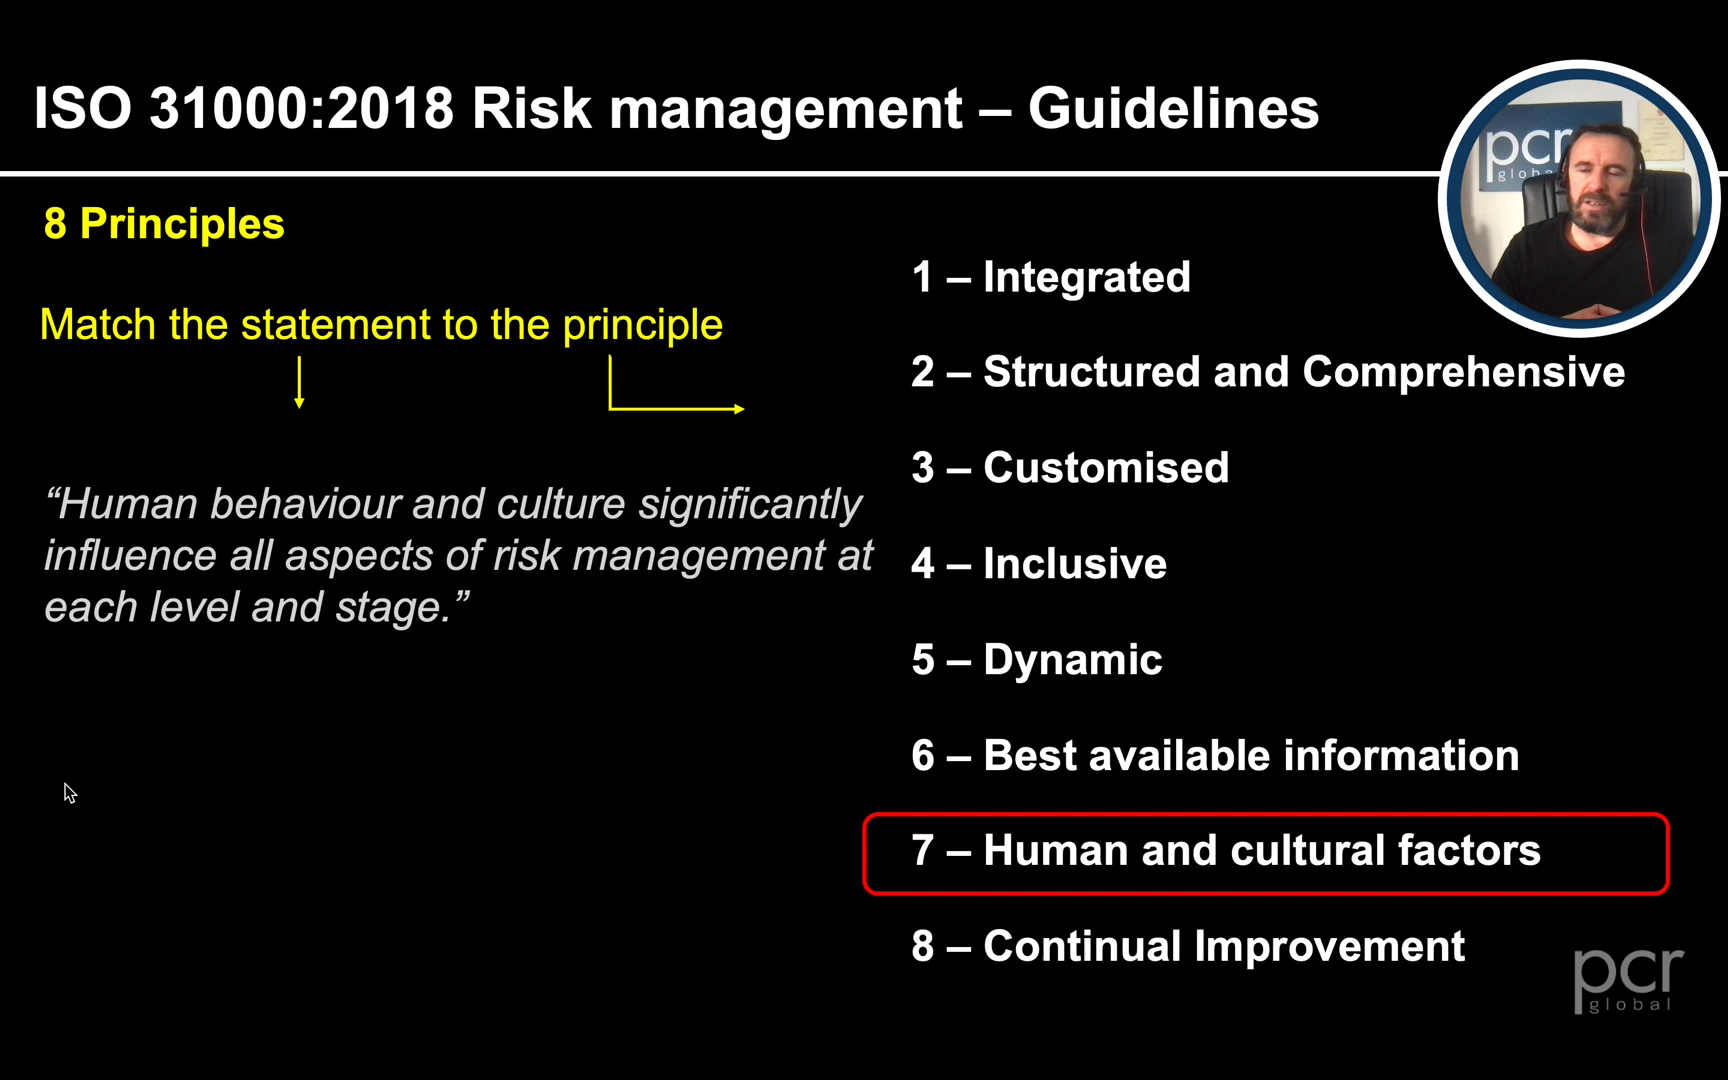 ISO 31000:2018 Risk management – Guidelines
pcr
globa
8 Principles
Match the statement to the principle
“Human behaviour and culture significantly
influence all aspects of risk management at
each level and stage.”
1 – Integrated
2 – Structured and Comprehensive
3 – Customised
4 – Inclusive
5 – Dynamic
6 – Best available information
7 – Human and cultural factors
8 – Continual Improvement
pcr
global